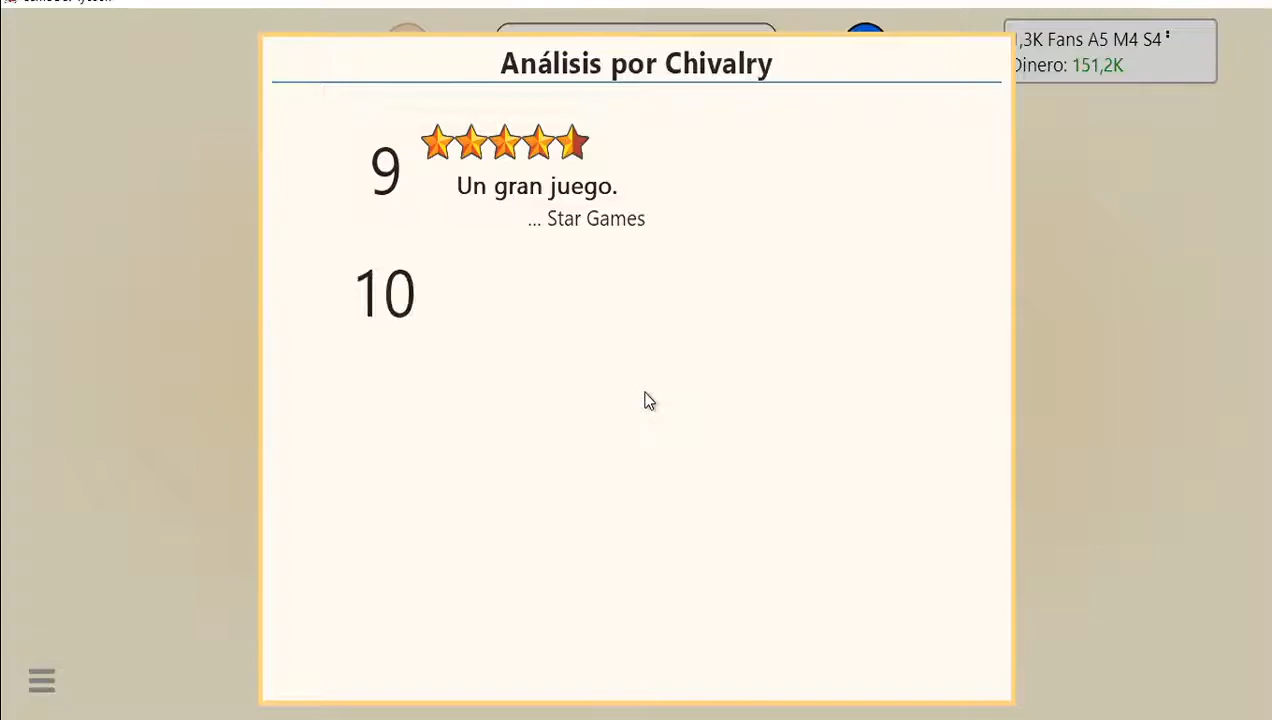 Análisis por Chivalry
,3K Fans A5 M4 S4
Dinero: 151,2K
9
Un gran juego.
... Star Games
10